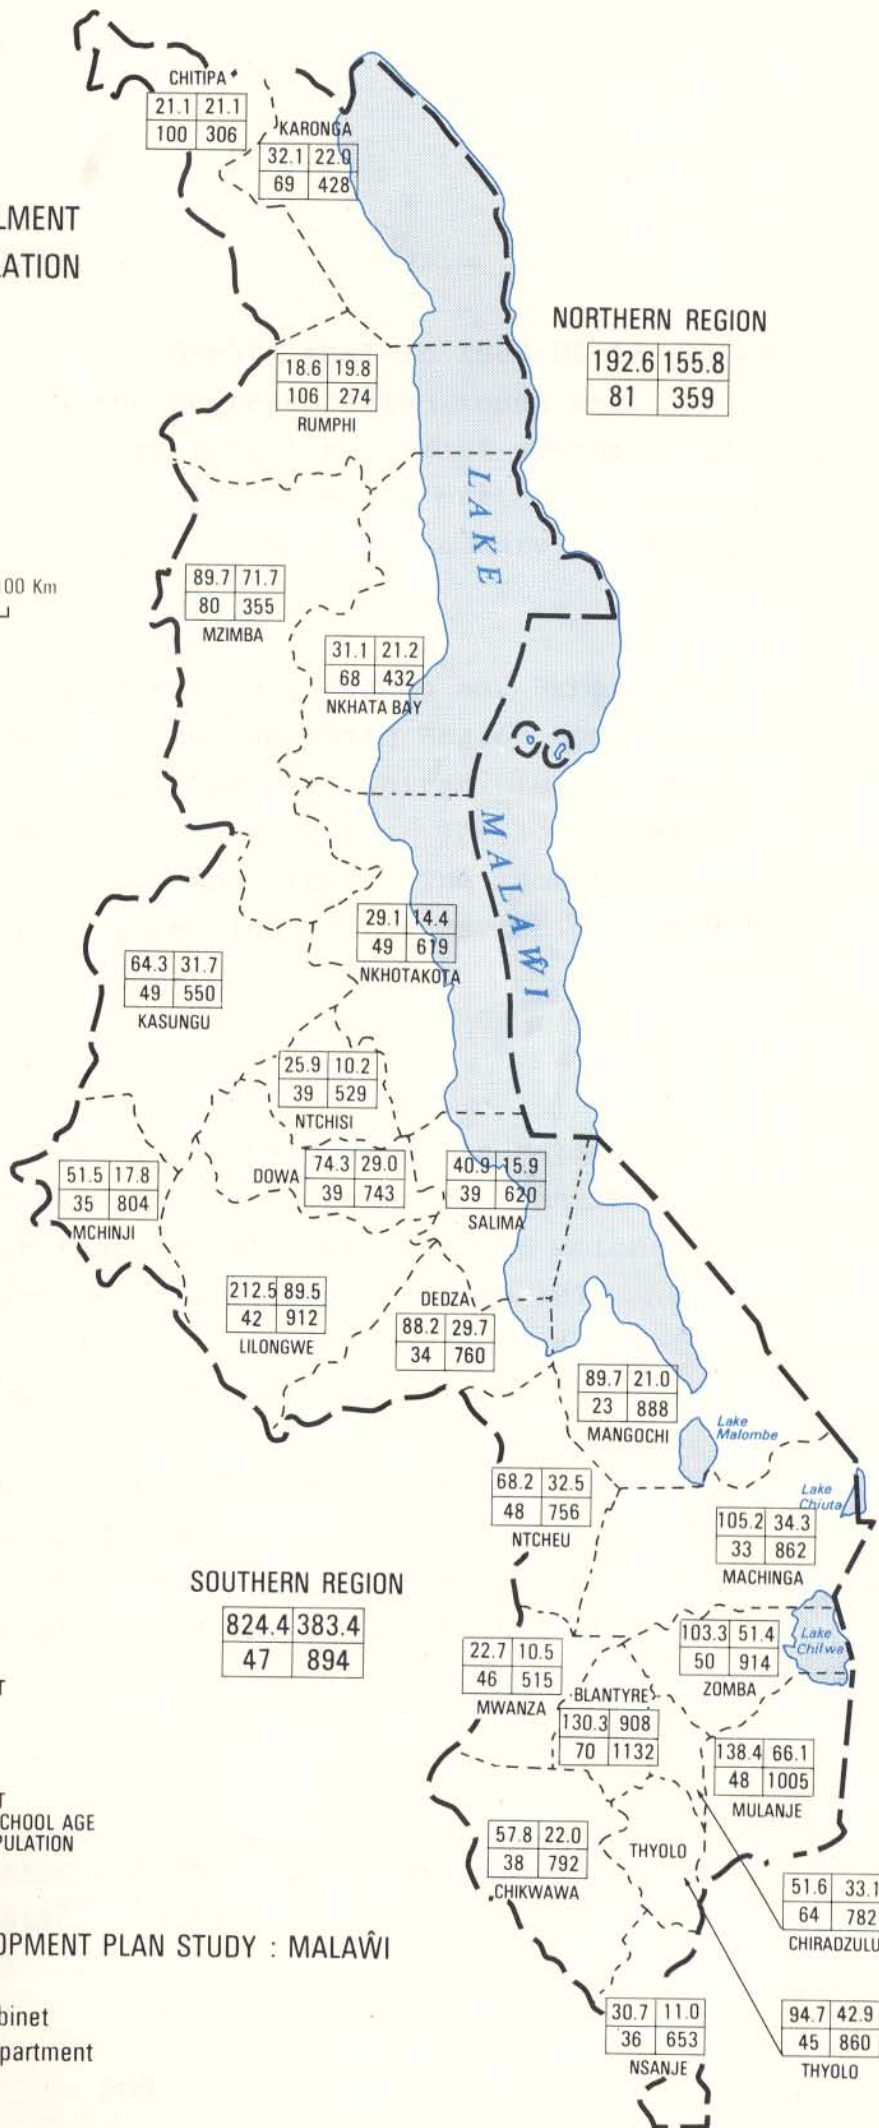 CHITIPA
21.1 21.1
100 306
KARONGA
32.1 22.0
69 428
LMENT
LATION
NORTHERN REGION
192.6 155.8
81 359
18.6 19.8
106 274
RUMPHI
LAKE
00 Km
89.7 71.7
80 355
MZIMBA
31.1 21.2
68 432
NKHATA BAY
MALAŴI
29.1 14.4
49 619
NKHOTAKOTA
64.3 31.7
49 550
KASUNGU
25.9 10.2
39 529
NTCHISI
DOWA
74.3 29.0
39 743
40.9 15.9
39 620
SALIMA
51.5 17.8
35 804
MCHINJI
212.5 89.5
42 912
LILONGWE
DEDZA
88.2 29.7
34 760
89.7 21.0
23 888
MANGOCHI
Lake
Malombe
68.2 32.5
48 756
NTCHEU
Lake
Chiuta
105.2 34.3
33 862
MACHINGA
SOUTHERN REGION
824.4 383.4
47 894
103.3 51.4
50 914
ZOMBA
Lake
Chilwa
22.7 10.5
46 515
MWANZA
BLANTYRE
130.3 908
70 1132
138.4 66.1
48 1005
MULANJE
T
T
CHOOL AGE
PULATION
57.8 22.0
38 792
CHIKWAWA
THYOLO
51.6 33.1
64 782
CHIRADZULU
OPMENT PLAN STUDY : MALAŴI
binet
partment
30.7 11.0
36 653
NSANJE
94.7 42.9
45 860
THYOLO